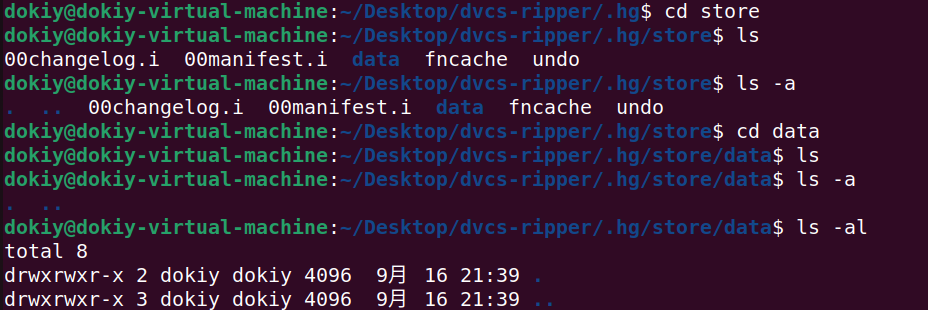 dokiy@dokiy-virtual-machine:~/Desktop/dvcs-ripper/.hg$ cd store
dokiy@dokiy-virtual-machine:~/Desktop/dvcs-ripper/.hg/store$ ls
00changelog.i  00manifest.i  data  fncache  undo
dokiy@dokiy-virtual-machine:~/Desktop/dvcs-ripper/.hg/store$ ls -a
.  ..  00changelog.i  00manifest.i  data  fncache  undo
dokiy@dokiy-virtual-machine:~/Desktop/dvcs-ripper/.hg/store$ cd data
dokiy@dokiy-virtual-machine:~/Desktop/dvcs-ripper/.hg/store/data$ ls
dokiy@dokiy-virtual-machine:~/Desktop/dvcs-ripper/.hg/store/data$ ls -a
.  ..
dokiy@dokiy-virtual-machine:~/Desktop/dvcs-ripper/.hg/store/data$ ls -al
total 8
drwxrwxr-x 2 dokiy dokiy 4096  9月 16 21:39 .
drwxrwxr-x 3 dokiy dokiy 4096  9月 16 21:39 ..